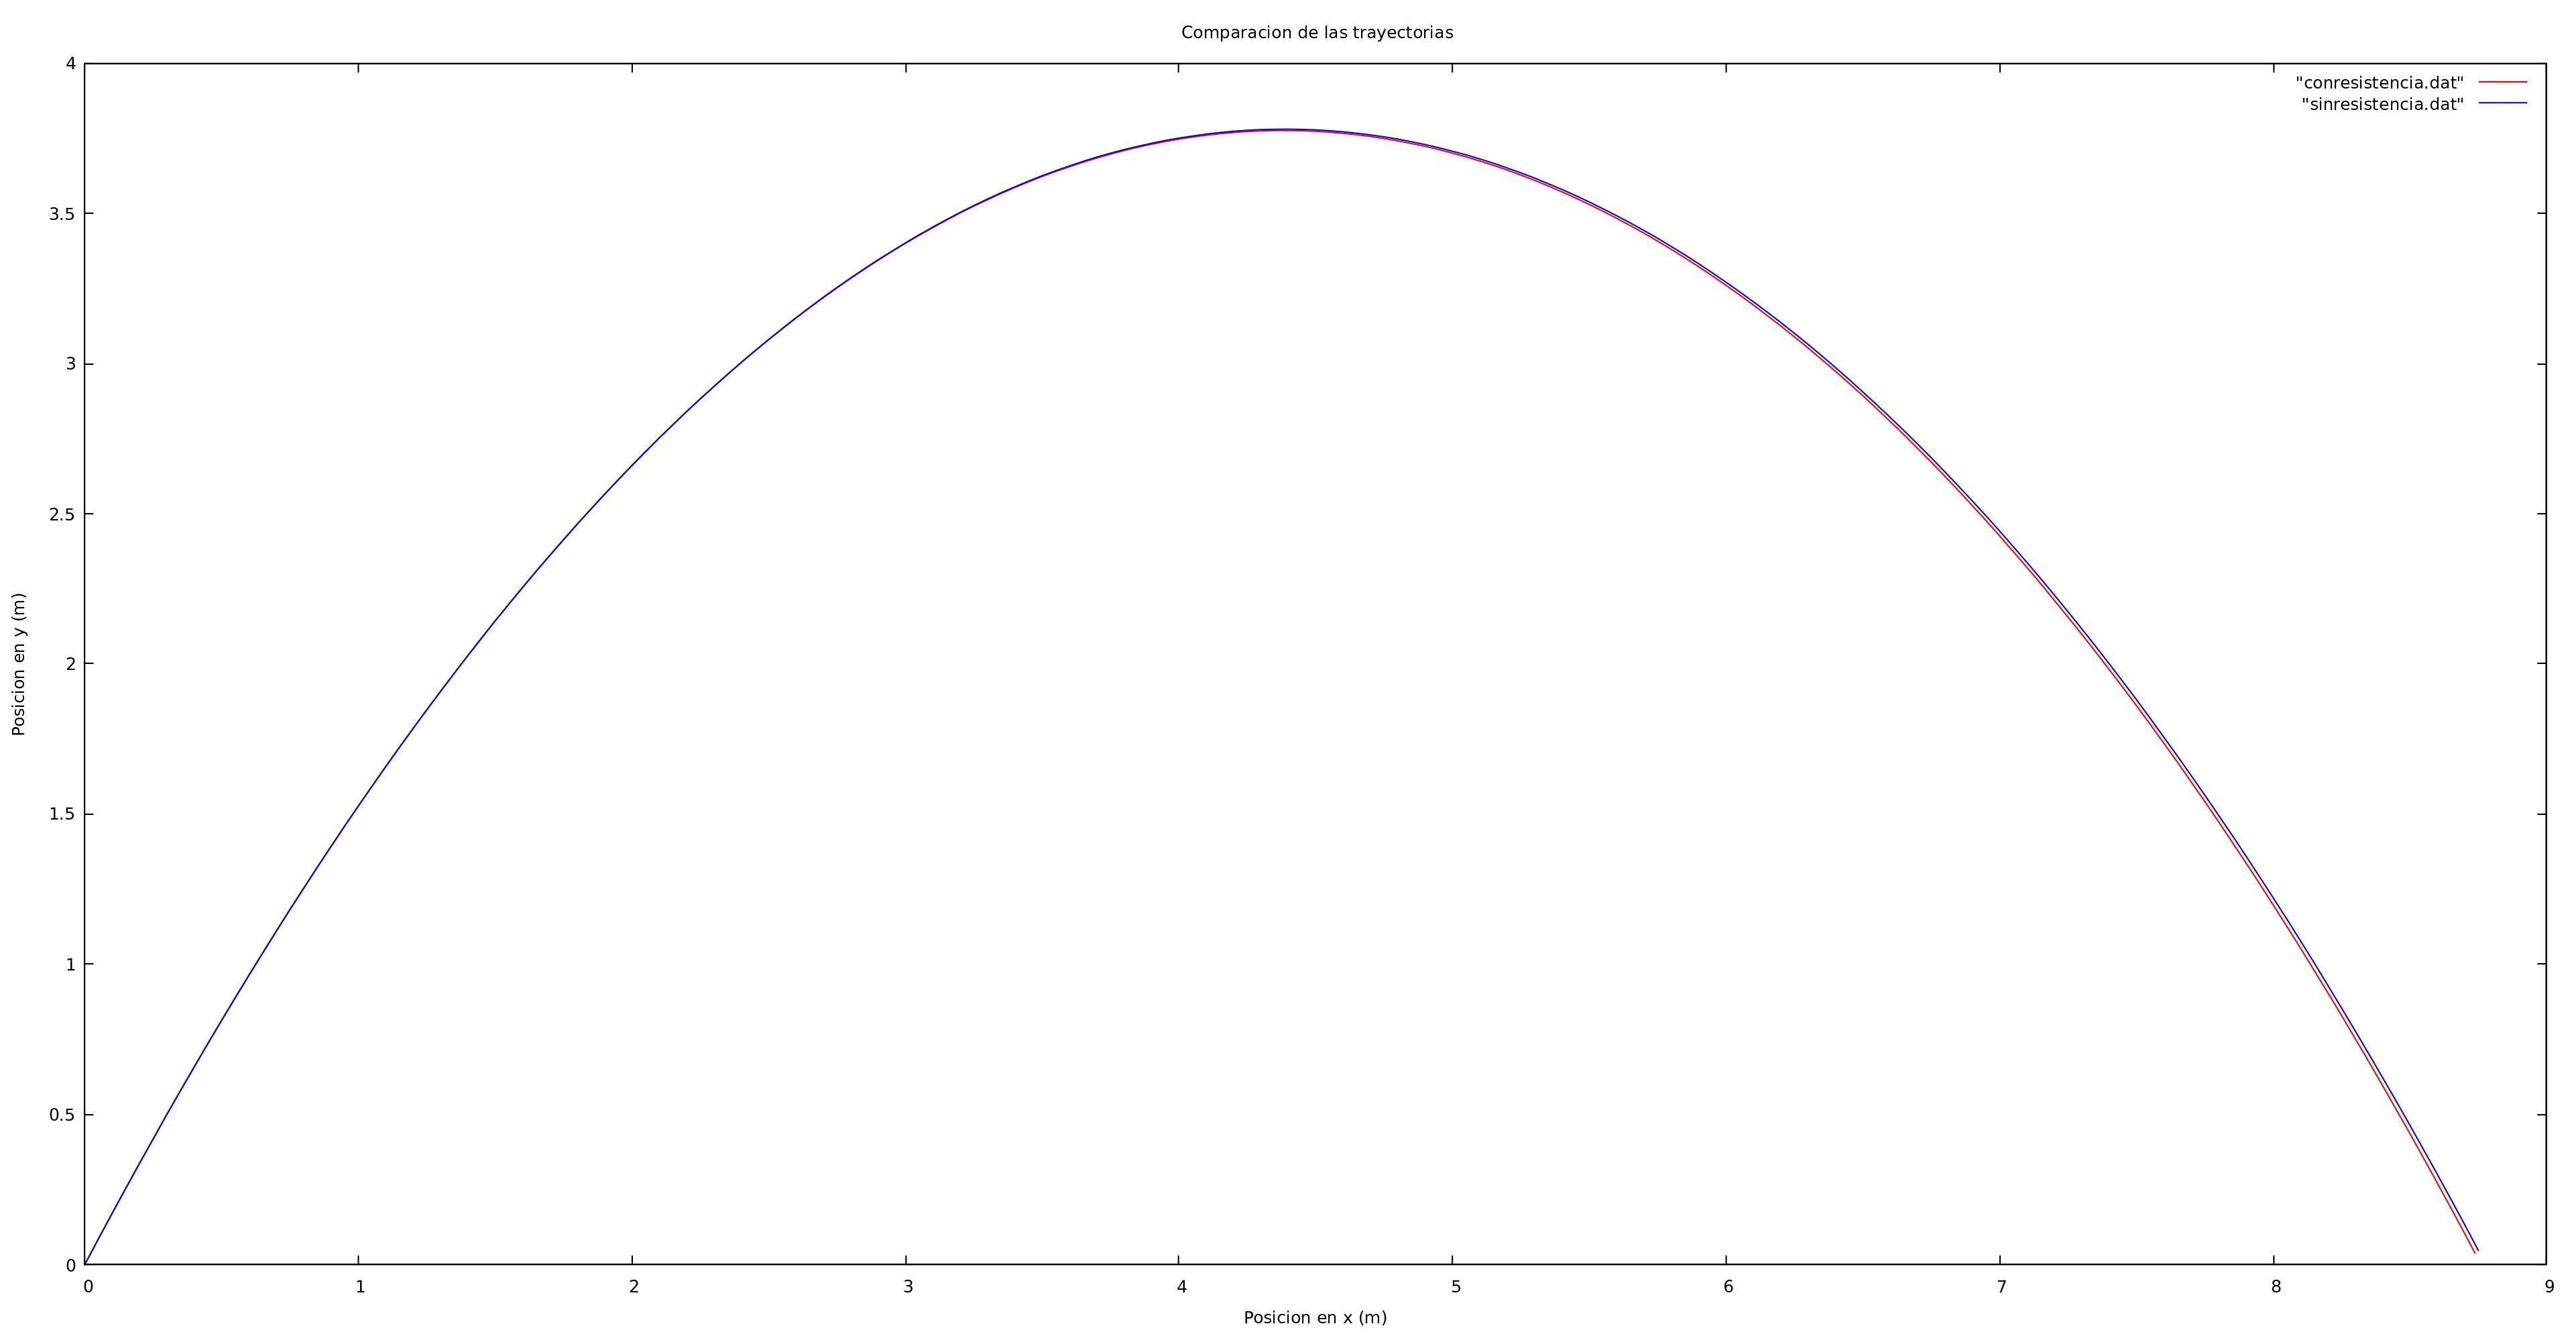 Comparacion de las trayectorias
"conresistencia.dat"
"sinresistencia.dat"
4
3.5
3
2.5
2
1.5
1
0.5
0
Posicion en y (m)
0 1 2 3 4 5 6 7 8 9
Posicion en x (m)